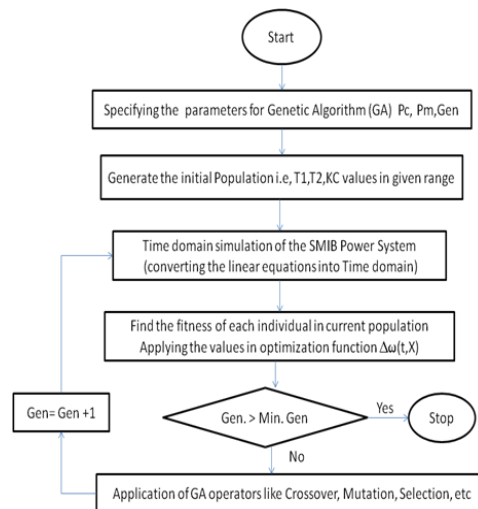 Start
Specifying the parameters for Genetic Algorithm (GA) Pc, Pm,Gen
Generate the initial Population i.e, T1,T2,KC values in given range
Time domain simulation of the SMIB Power System
(converting the linear equations into Time domain)
Find the fitness of each individual in current population
Applying the values in optimization function Δω(t,X)
Gen= Gen +1
Gen. > Min. Gen
Yes
Stop
No
Application of GA operators like Crossover, Mutation, Selection, etc